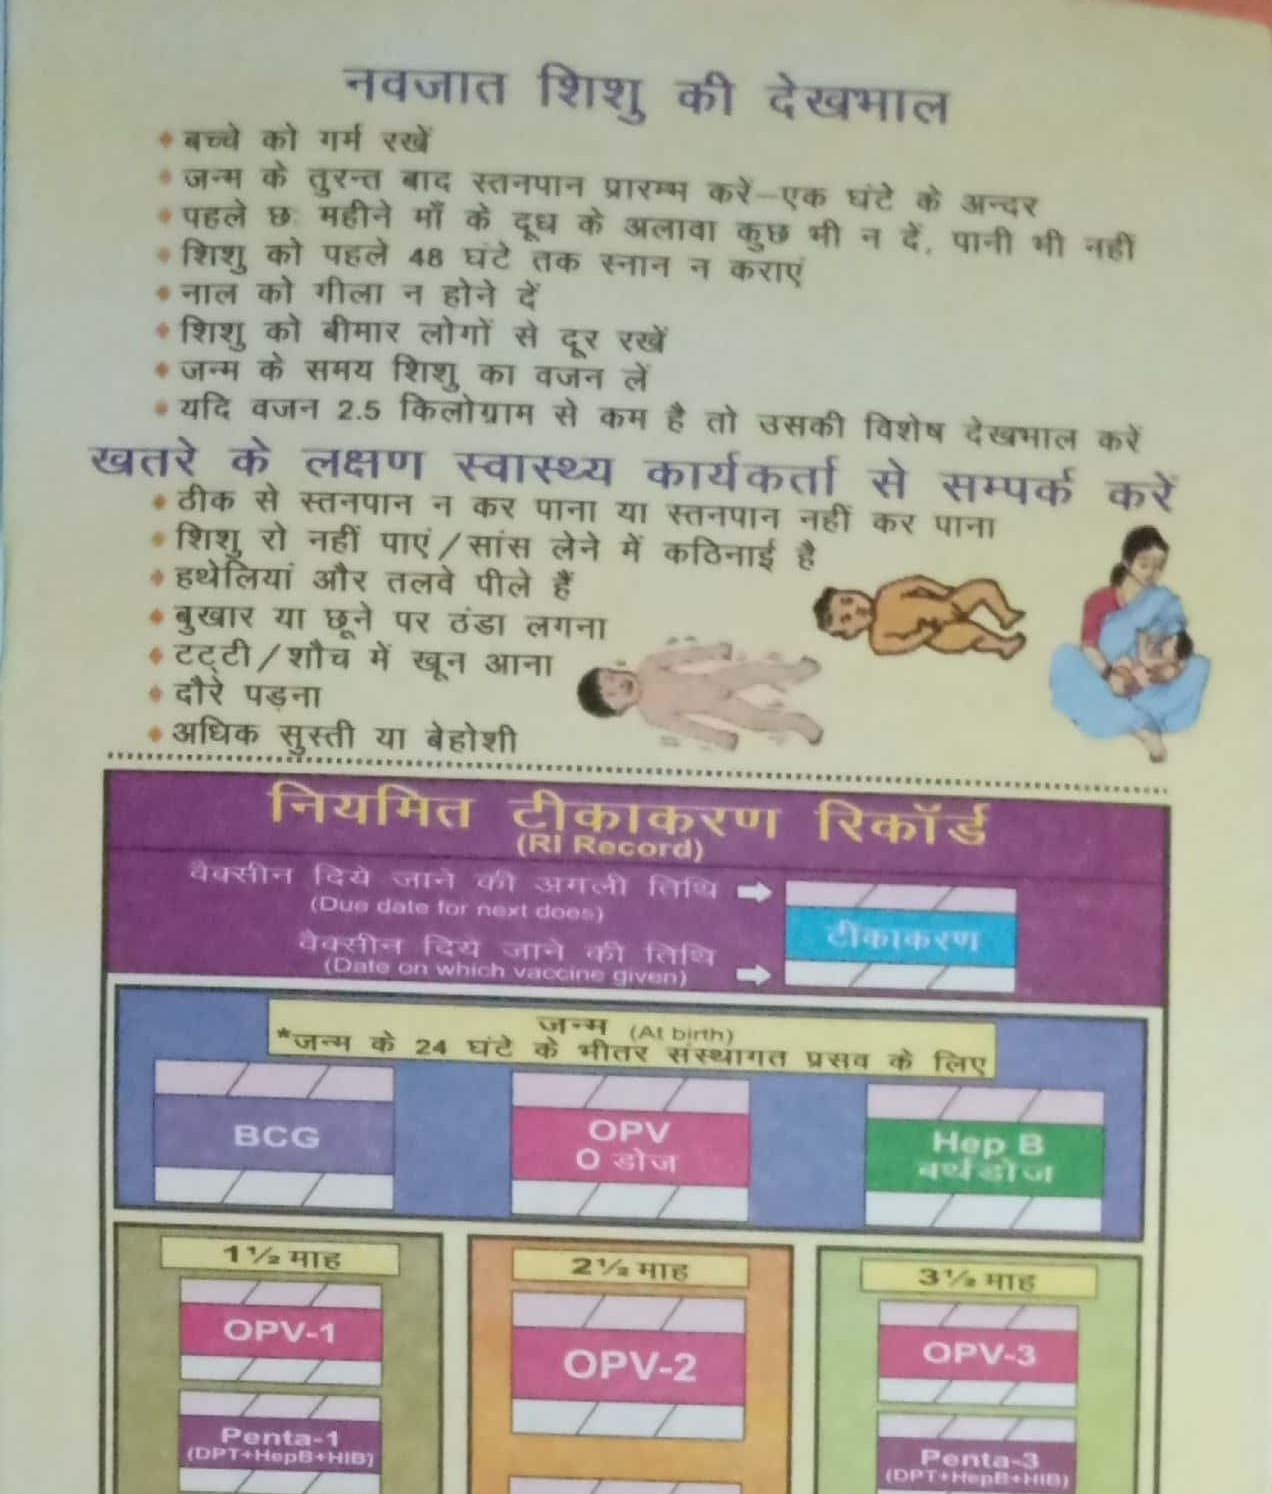 नवजात शिशु की देखभाल
बच्चे को गर्म रखें
जन्म के तुरन्त बाद स्तनपान प्रारम्भ करें–एक घंटे के अन्दर
पहले छः महीने माँ के दूध के अलावा कुछ भी न दें, पानी भी नहीं
शिशु को पहले 48 घंटे तक स्नान न कराएं
नाल को गीला न होने दें
शिशु को बीमार लोगों से दूर रखें
जन्म के समय शिशु का वजन लें
यदि वजन 2.5 किलोग्राम से कम है तो उसकी विशेष देखभाल करें
खतरे के लक्षण स्वास्थ्य कार्यकर्ता से सम्पर्क करें
ठीक से स्तनपान न कर पाना या स्तनपान नहीं कर पाना
शिशु रो नहीं पाएं/सांस लेने में कठिनाई है
हथेलियां और तलवे पीले हैं
बुखार या छूने पर ठंडा लगना
टट्टी/शौच में खून आना
दौरे पड़ना
अधिक सुस्ती या बेहोशी
नियमित टीकाकरण रिकॉर्ड
(RI Record)
वैक्सीन दिये जाने की अगली तिथि
(Due date for next does)
टीकाकरण
वैक्सीन दिये जाने की तिथि
(Date on which vaccine given)
जन्म (At birth)
*जन्म के 24 घंटे के भीतर संस्थागत प्रसव के लिए
BCG
OPV
0 डोज
Hep B
बर्थडोज
1½ माह
2½ माह
3½ माह
OPV-1
OPV-2
OPV-3
Penta-1
(DPT+HepB+HIB)
Penta-3
(DPT+HepB+HIB)